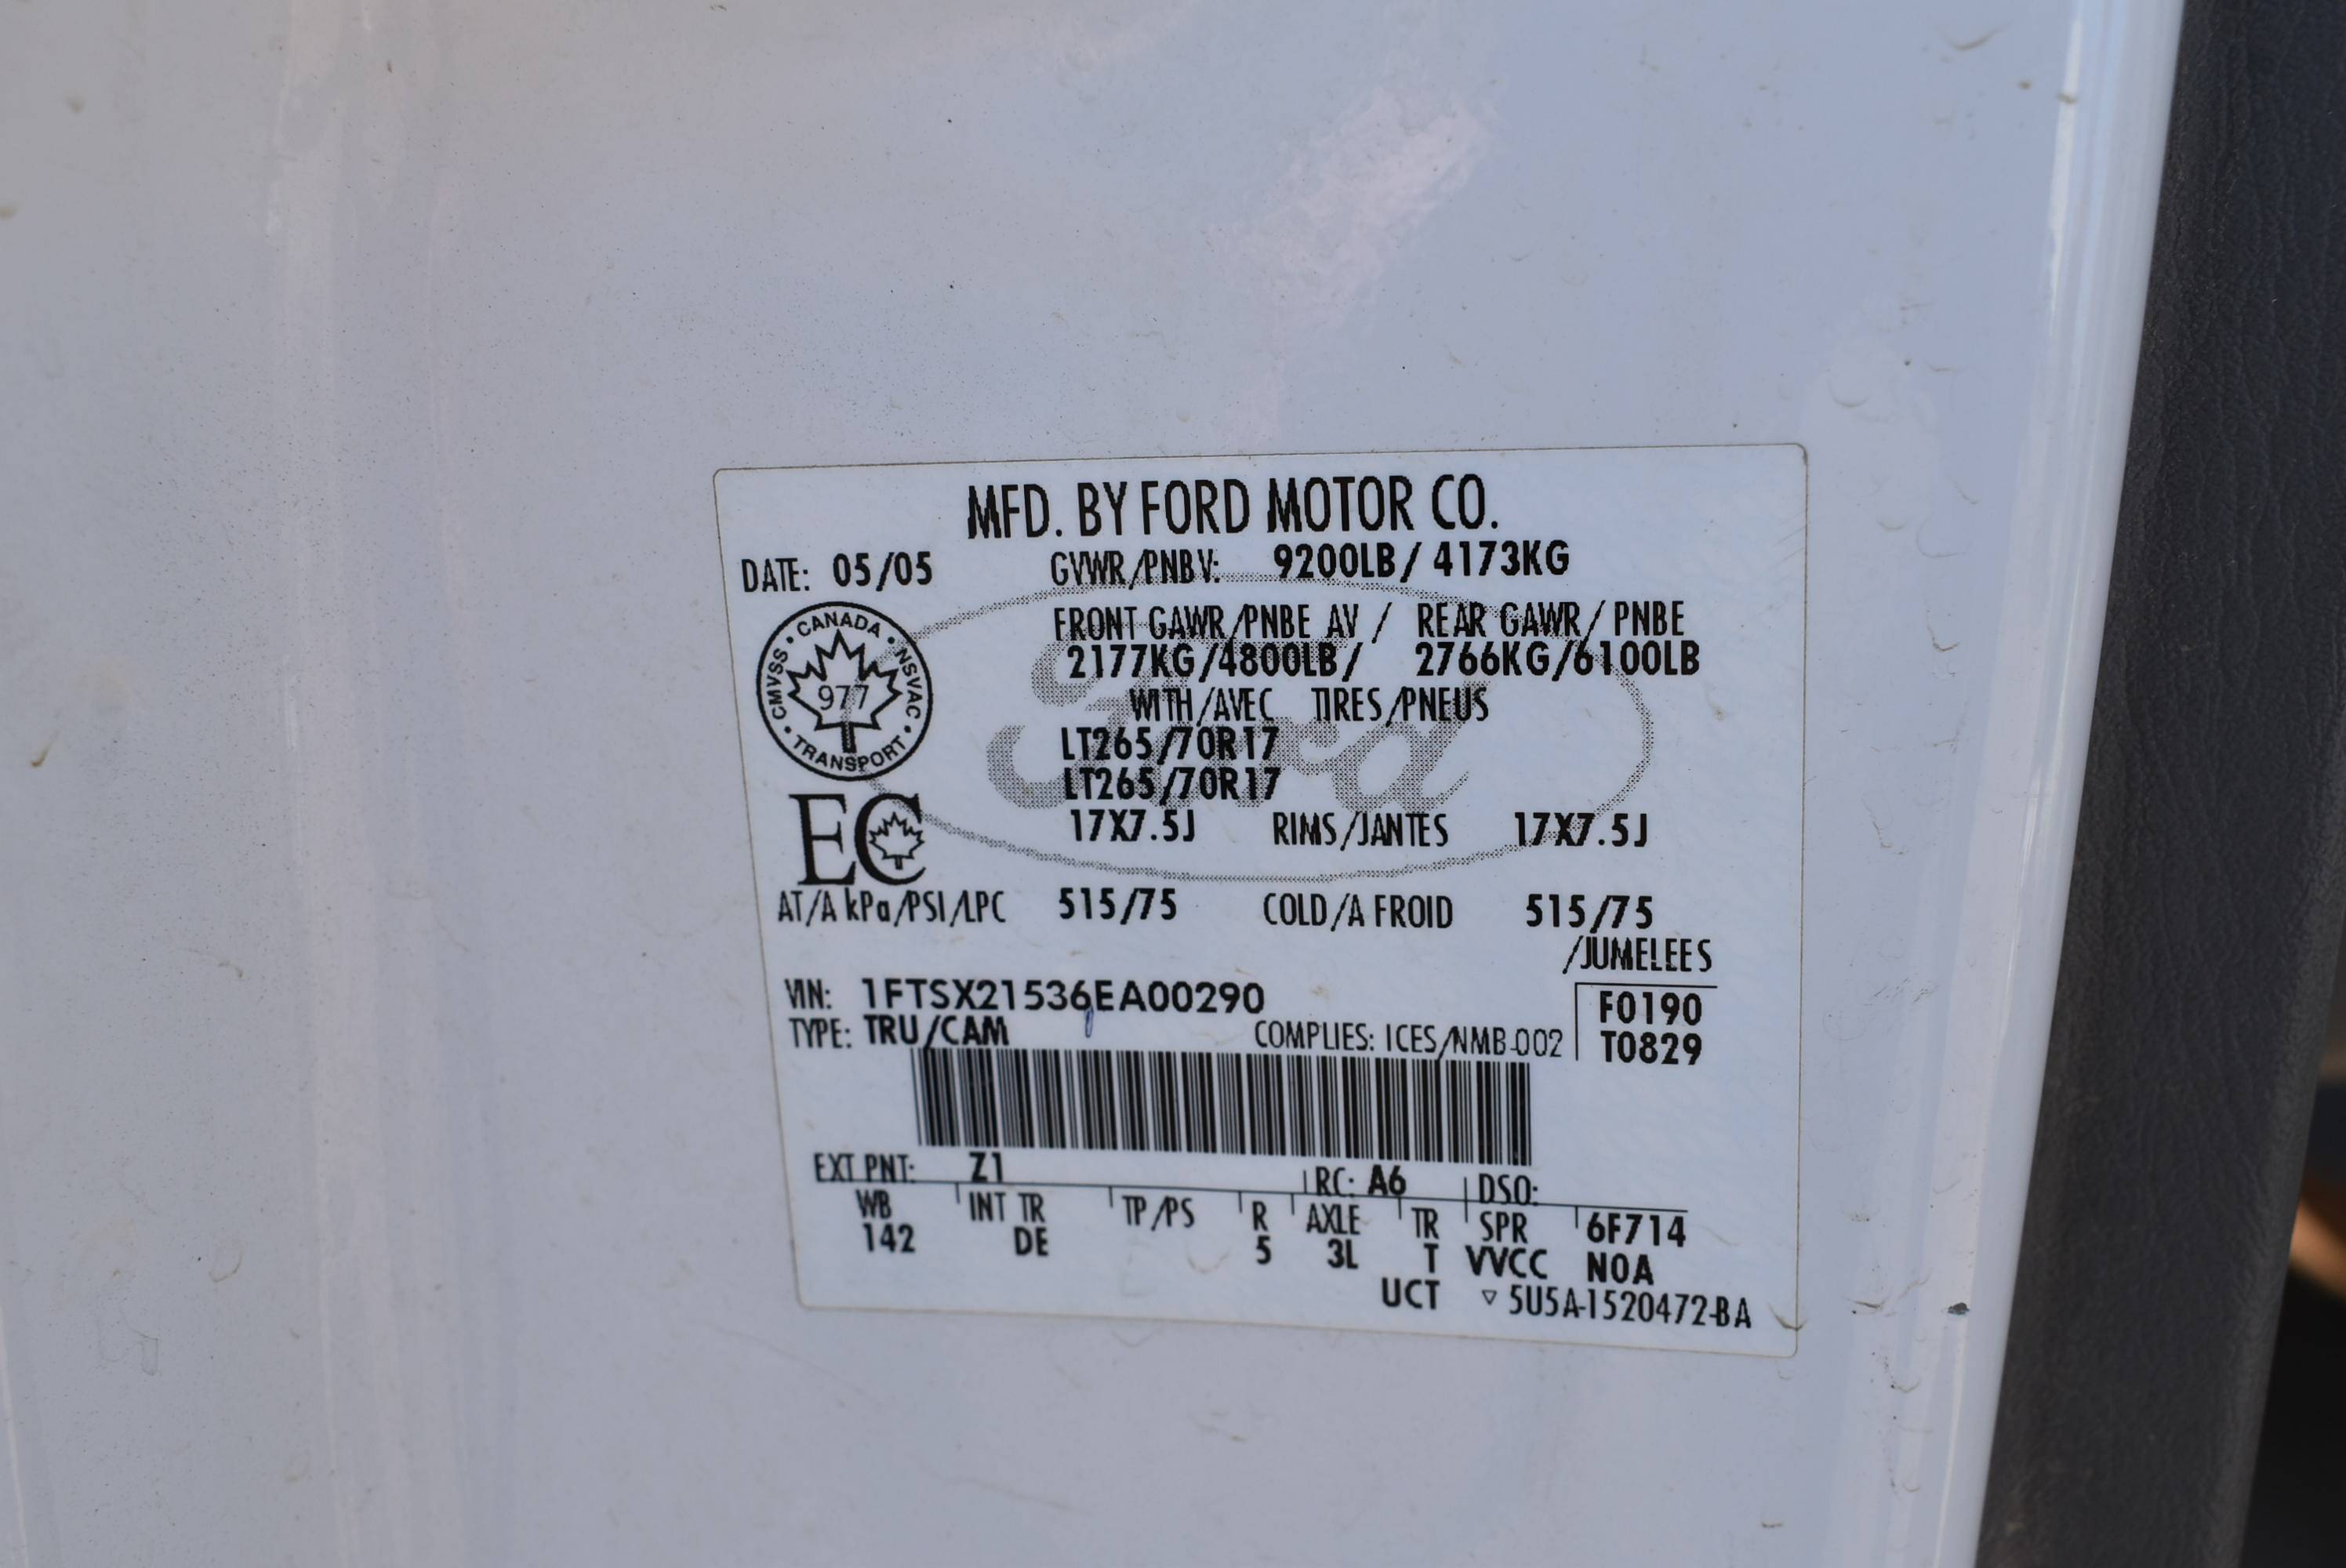 MFD. BY FORD MOTOR CO.
DATE: 05/05 GVWR/PNBV: 9200LB/4173KG
FRONT GAWR/PNBE AV / REAR GAWR/PNBE
2177KG/4800LB/ 2766KG/6100LB
WITH/AVEC TIRES/PNEUS
LT265/70R17
LT265/70R17
17X7.5J RIMS/JANTES 17X7.5J
Ford
CANADA • NSVAC • TRANSPORT • CMVSS •
977
EC
AT/A kPa/PSI/LPC 515/75 COLD/A FROID 515/75
/JUMELEES
VIN: 1FTSX21536EA00290 F0190
TYPE: TRU/CAM COMPLIES: ICES/NMB-002 T0829
EXT PNT: Z1 RC: A6 DSO:
WB INT TR TP/PS R AXLE TR SPR 6F714
142 DE 5 3L T VVCC NOA
UCT ▽ 5U5A-1520472-BA